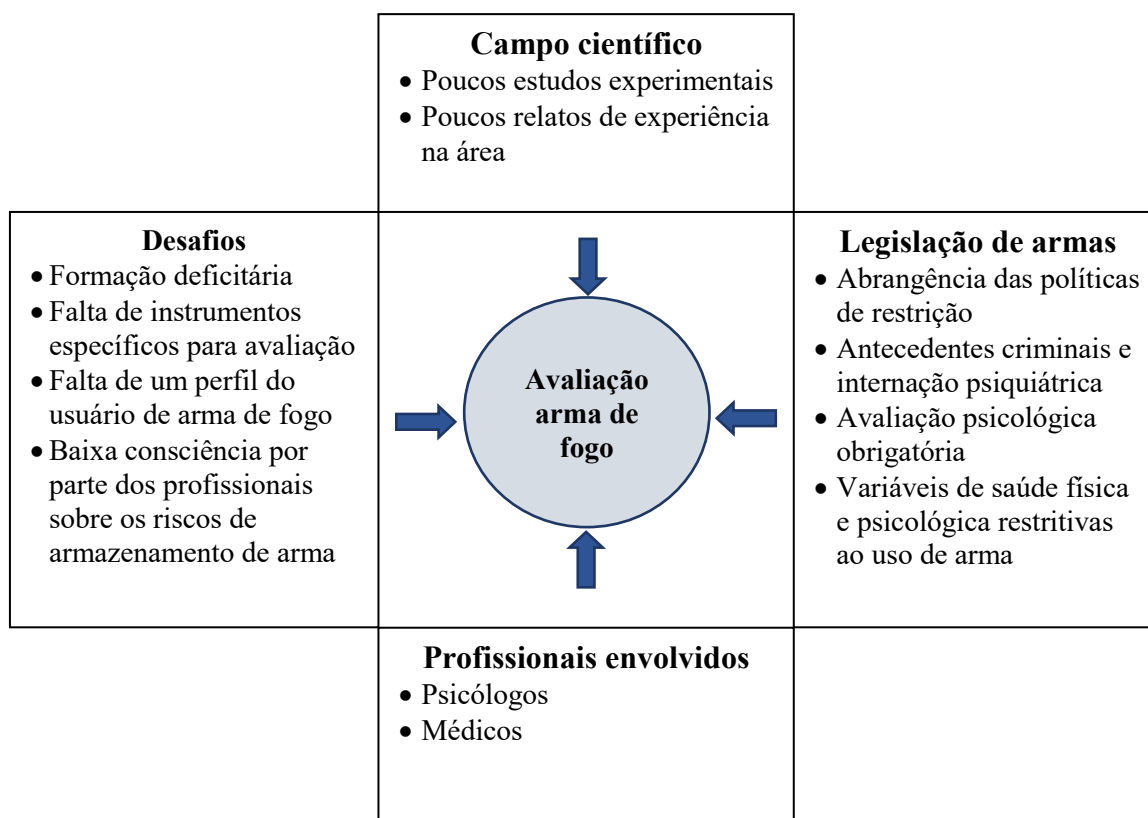 Campo científico
• Poucos estudos experimentais
• Poucos relatos de experiência
na área
Desafios
• Formação deficitária
• Falta de instrumentos
específicos para avaliação
• Falta de um perfil do
usuário de arma de fogo
• Baixa consciência por
parte dos profissionais
sobre os riscos de
armazenamento de arma
Avaliação
arma de
fogo
Legislação de armas
• Abrangência das políticas
de restrição
• Antecedentes criminais e
internação psiquiátrica
• Avaliação psicológica
obrigatória
• Variáveis de saúde física
e psicológica restritivas
ao uso de arma
Profissionais envolvidos
• Psicólogos
• Médicos